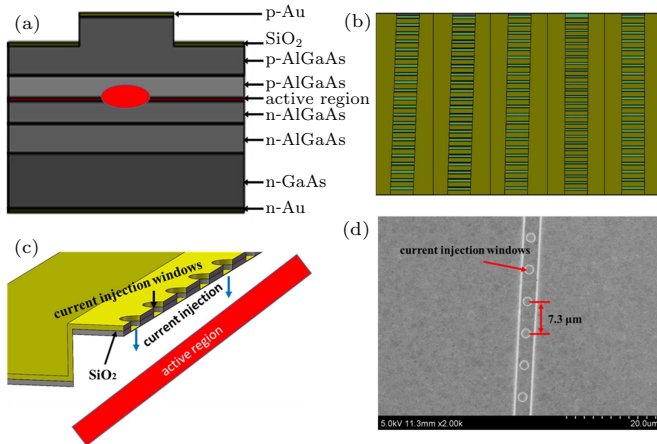 (a)
p-Au
SiO2
p-AlGaAs
p-AlGaAs
active region
n-AlGaAs
n-AlGaAs
n-GaAs
n-Au
(b)
(c)
current injection windows
current injection
SiO2
active region
(d)
current injection windows
7.3 μm
5.0kV 11.3mm x2.00k
20.0um